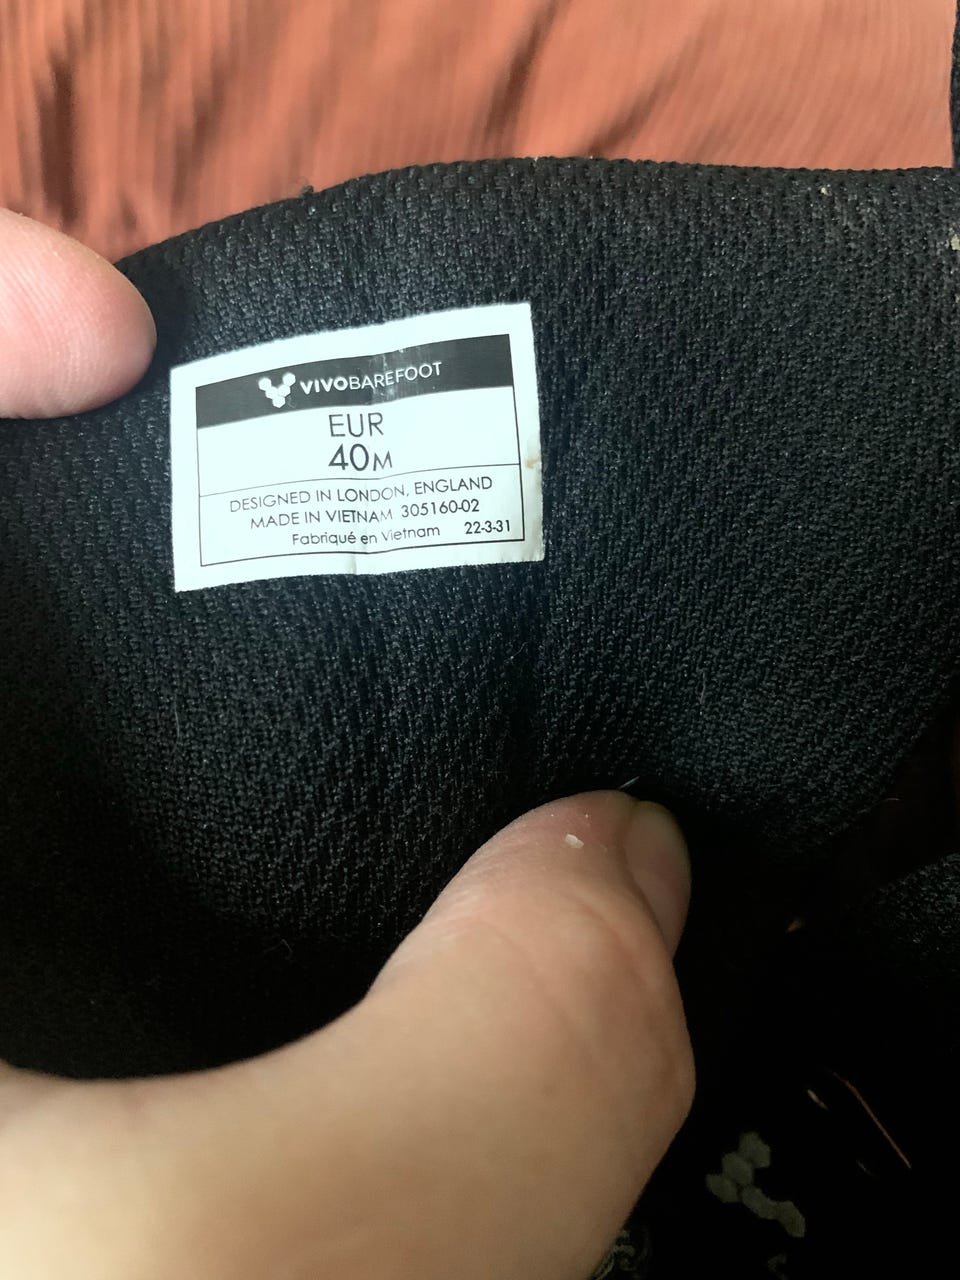 VIVOBAREFOOT
EUR
40M
DESIGNED IN LONDON, ENGLAND
MADE IN VIETNAM 305160-02
Fabriqué en Vietnam 22-3-31